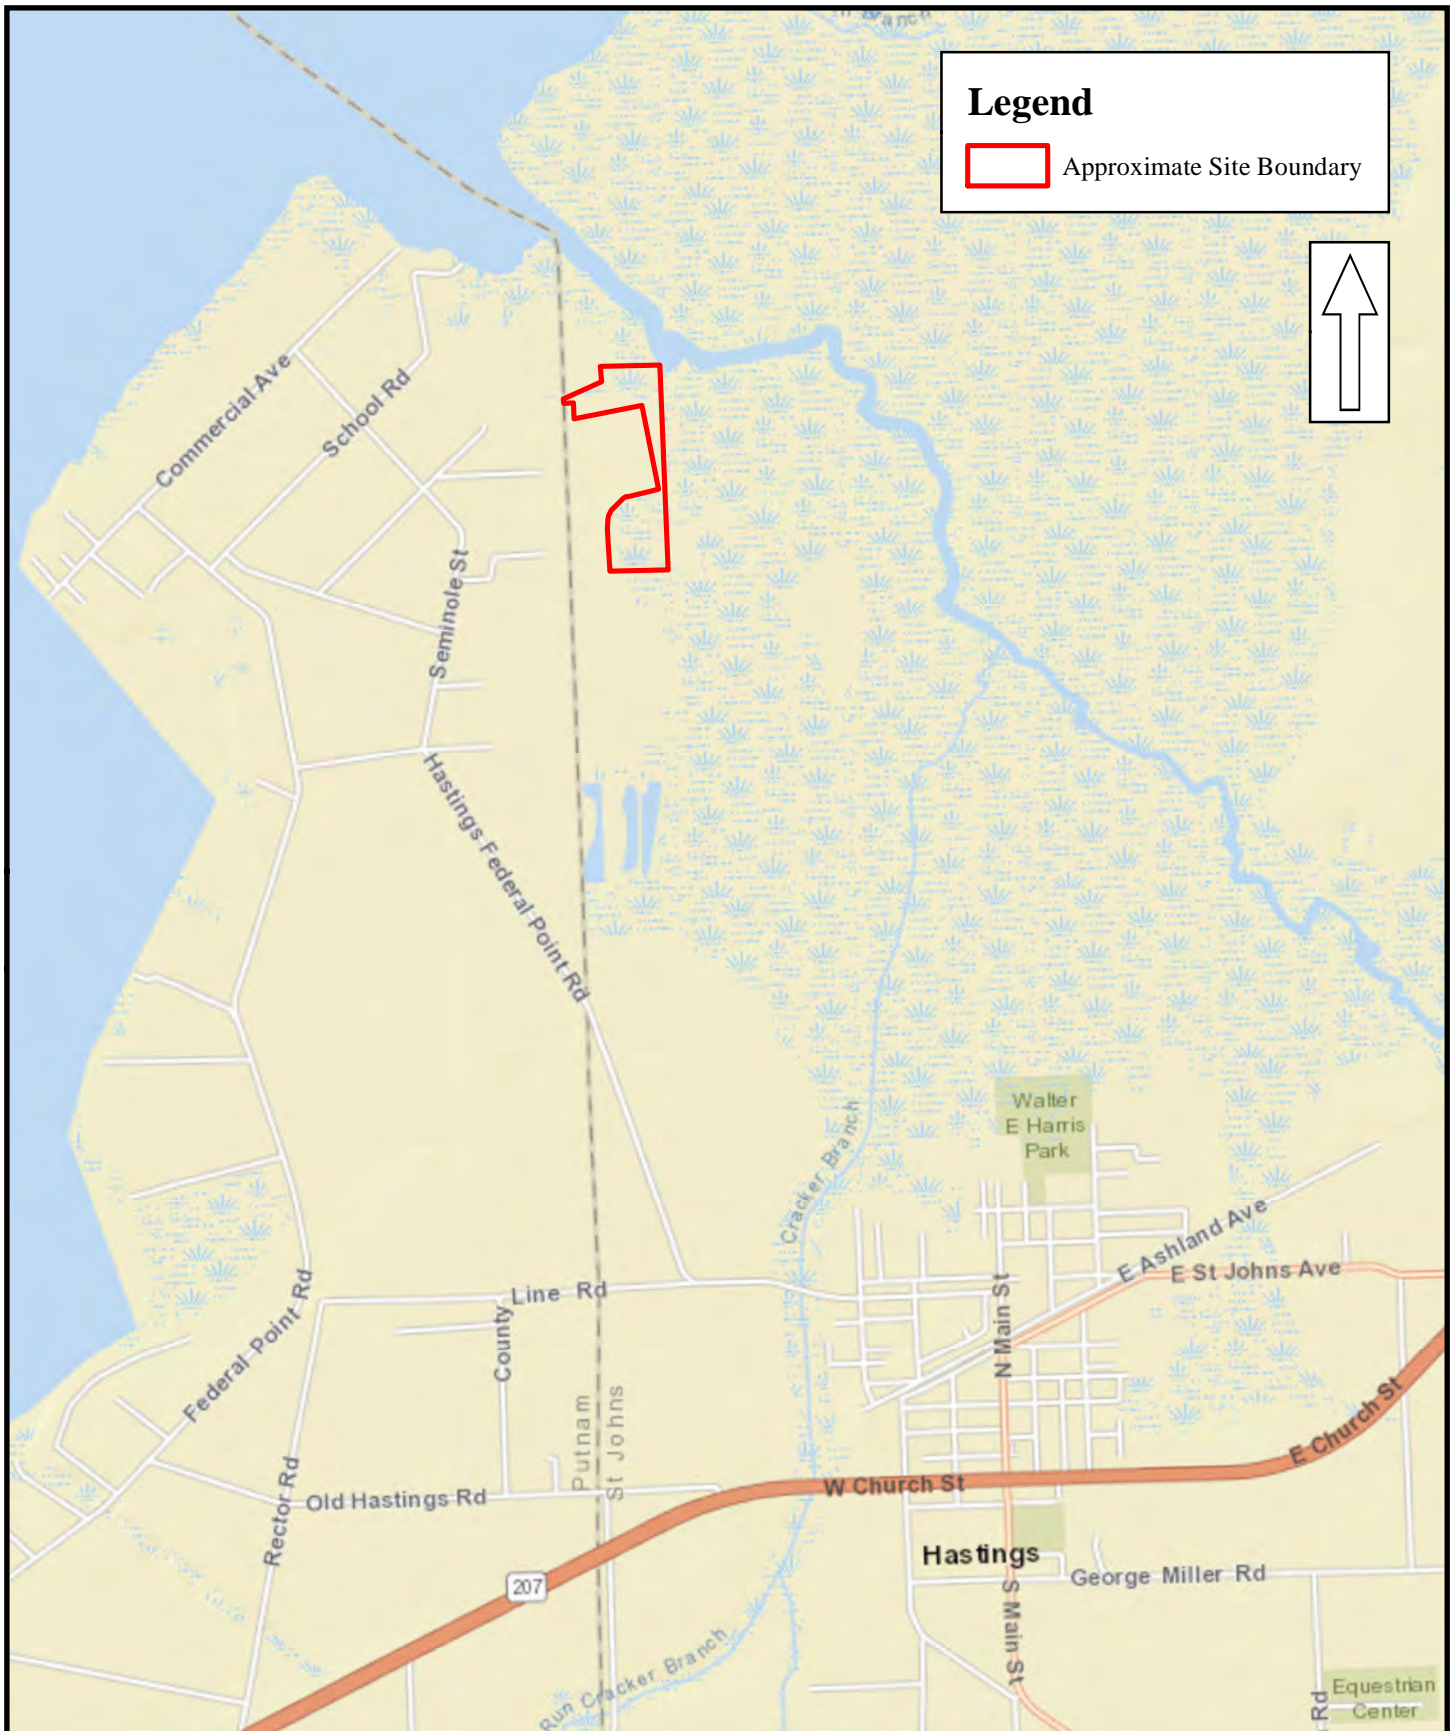 Branch
Legend
Approximate Site Boundary
Commercial Ave
School Rd
Seminole St
Hastings Federal Point Rd
Walter
E Harris
Park
Cracker Branch
E Ashland Ave
E St Johns Ave
Line Rd
County
N Main St
Federal Point Rd
Putnam
St Johns
E Church St
W Church St
Old Hastings Rd
Rector Rd
Hastings
207
George Miller Rd
S Main St
Run Cracker Branch
Rd
Equestrian
Center